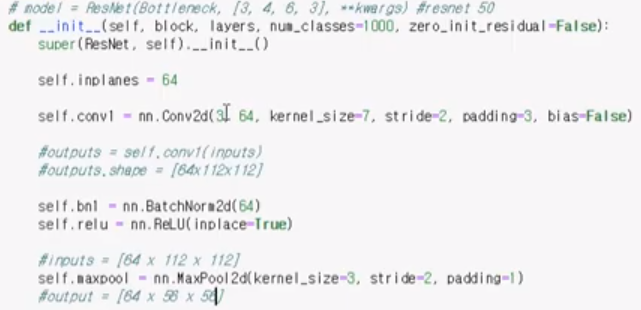 # model = ResNet(Bottleneck, [3, 4, 6, 3], **kwargs) #resnet 50
def __init__(self, block, layers, num_classes=1000, zero_init_residual=False):
super(ResNet, self).__init__()
self.inplanes = 64
self.conv1 = nn.Conv2d(3, 64, kernel_size=7, stride=2, padding=3, bias=False)
#outputs = self.conv1(inputs)
#outputs.shape = [64x112x112]
self.bn1 = nn.BatchNorm2d(64)
self.relu = nn.ReLU(inplace=True)
#inputs = [64 x 112 x 112]
self.maxpool = nn.MaxPool2d(kernel_size=3, stride=2, padding=1)
#output = [64 x 56 x 56]